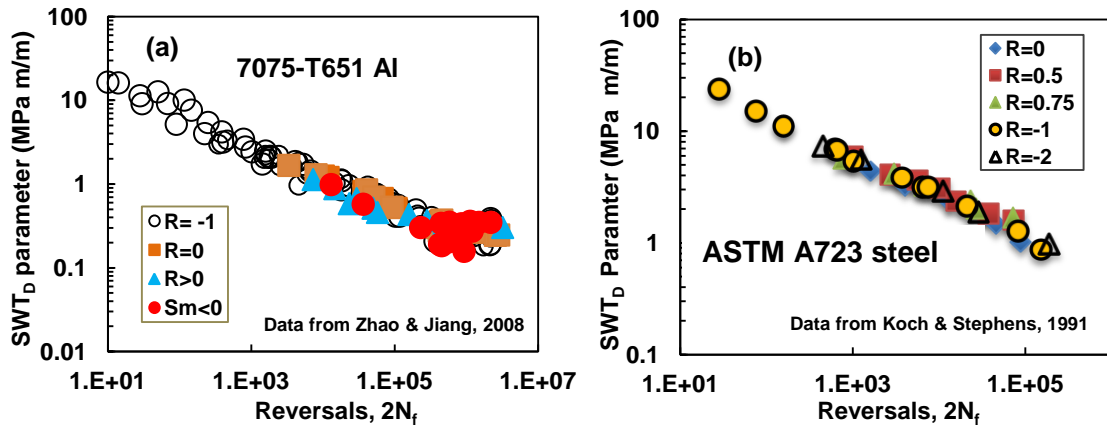 (a)
7075-T651 Al
SWT_D parameter (MPa m/m)
100
10
1
0.1
0.01
R= -1
R=0
R>0
Sm<0
Data from Zhao & Jiang, 2008
1.E+01
1.E+03
1.E+05
1.E+07
Reversals, 2N_f
(b)
SWT_D Parameter (MPa m/m)
100
10
1
0.1
R=0
R=0.5
R=0.75
R=-1
R=-2
ASTM A723 steel
Data from Koch & Stephens, 1991
1.E+01
1.E+03
1.E+05
Reversals, 2N_f